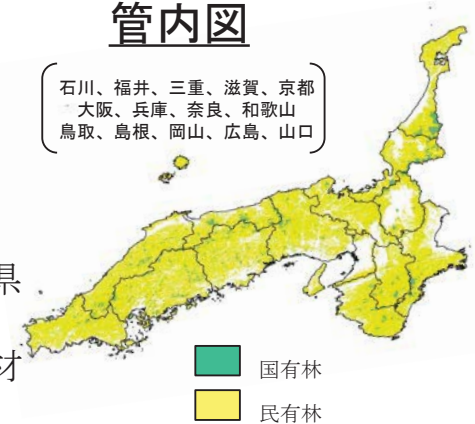 管内図
石川、福井、三重、滋賀、京都
大阪、兵庫、奈良、和歌山
鳥取、島根、岡山、広島、山口
県
材
国有林
民有林